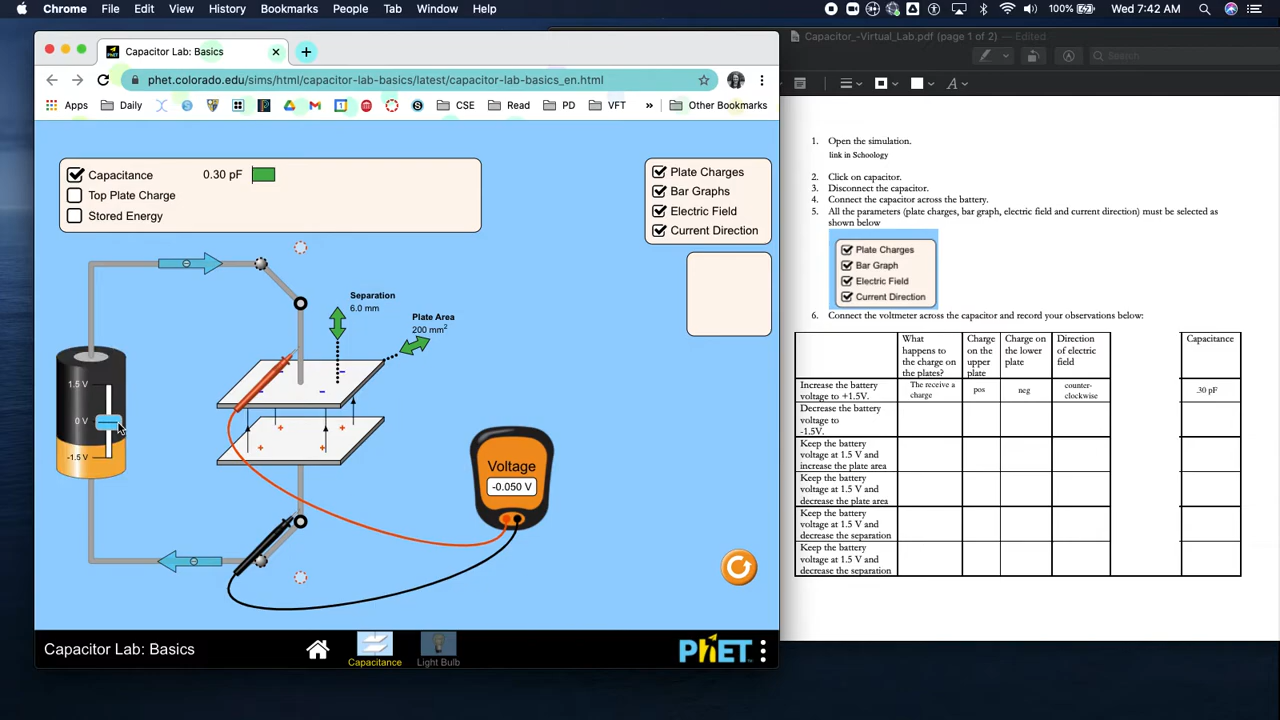 Chrome File Edit View History Bookmarks People Tab Window Help 100% Wed 7:42 AM
Capacitor Lab: Basics
Capacitor_-Virtual_Lab.pdf (page 1 of 2) — Edited
phet.colorado.edu/sims/html/capacitor-lab-basics/latest/capacitor-lab-basics_en.html
Search
Apps Daily CSE Read PD VFT » Other Bookmarks
Capacitance 0.30 pF
Top Plate Charge
Stored Energy
Plate Charges
Bar Graphs
Electric Field
Current Direction
Separation
6.0 mm
Plate Area
200 mm²
1.5 V
0 V
-1.5 V
Voltage
-0.050 V
Capacitor Lab: Basics
Capacitance
Light Bulb
PhET
1. Open the simulation.
link in Schoology
2. Click on capacitor.
3. Disconnect the capacitor.
4. Connect the capacitor across the battery.
5. All the parameters (plate charges, bar graph, electric field and current direction) must be selected as
shown below
Plate Charges
Bar Graph
Electric Field
Current Direction
6. Connect the voltmeter across the capacitor and record your observations below:
What Charge Charge on Direction Capacitance
happens to on the the lower of electric
the charge on upper plate field
the plates? plate
Increase the battery The receive a pos neg counter- .30 pF
voltage to +1.5V. charge clockwise
Decrease the battery
voltage to
-1.5V.
Keep the battery
voltage at 1.5 V and
increase the plate area
Keep the battery
voltage at 1.5 V and
decrease the plate area
Keep the battery
voltage at 1.5 V and
decrease the separation
Keep the battery
voltage at 1.5 V and
decrease the separation